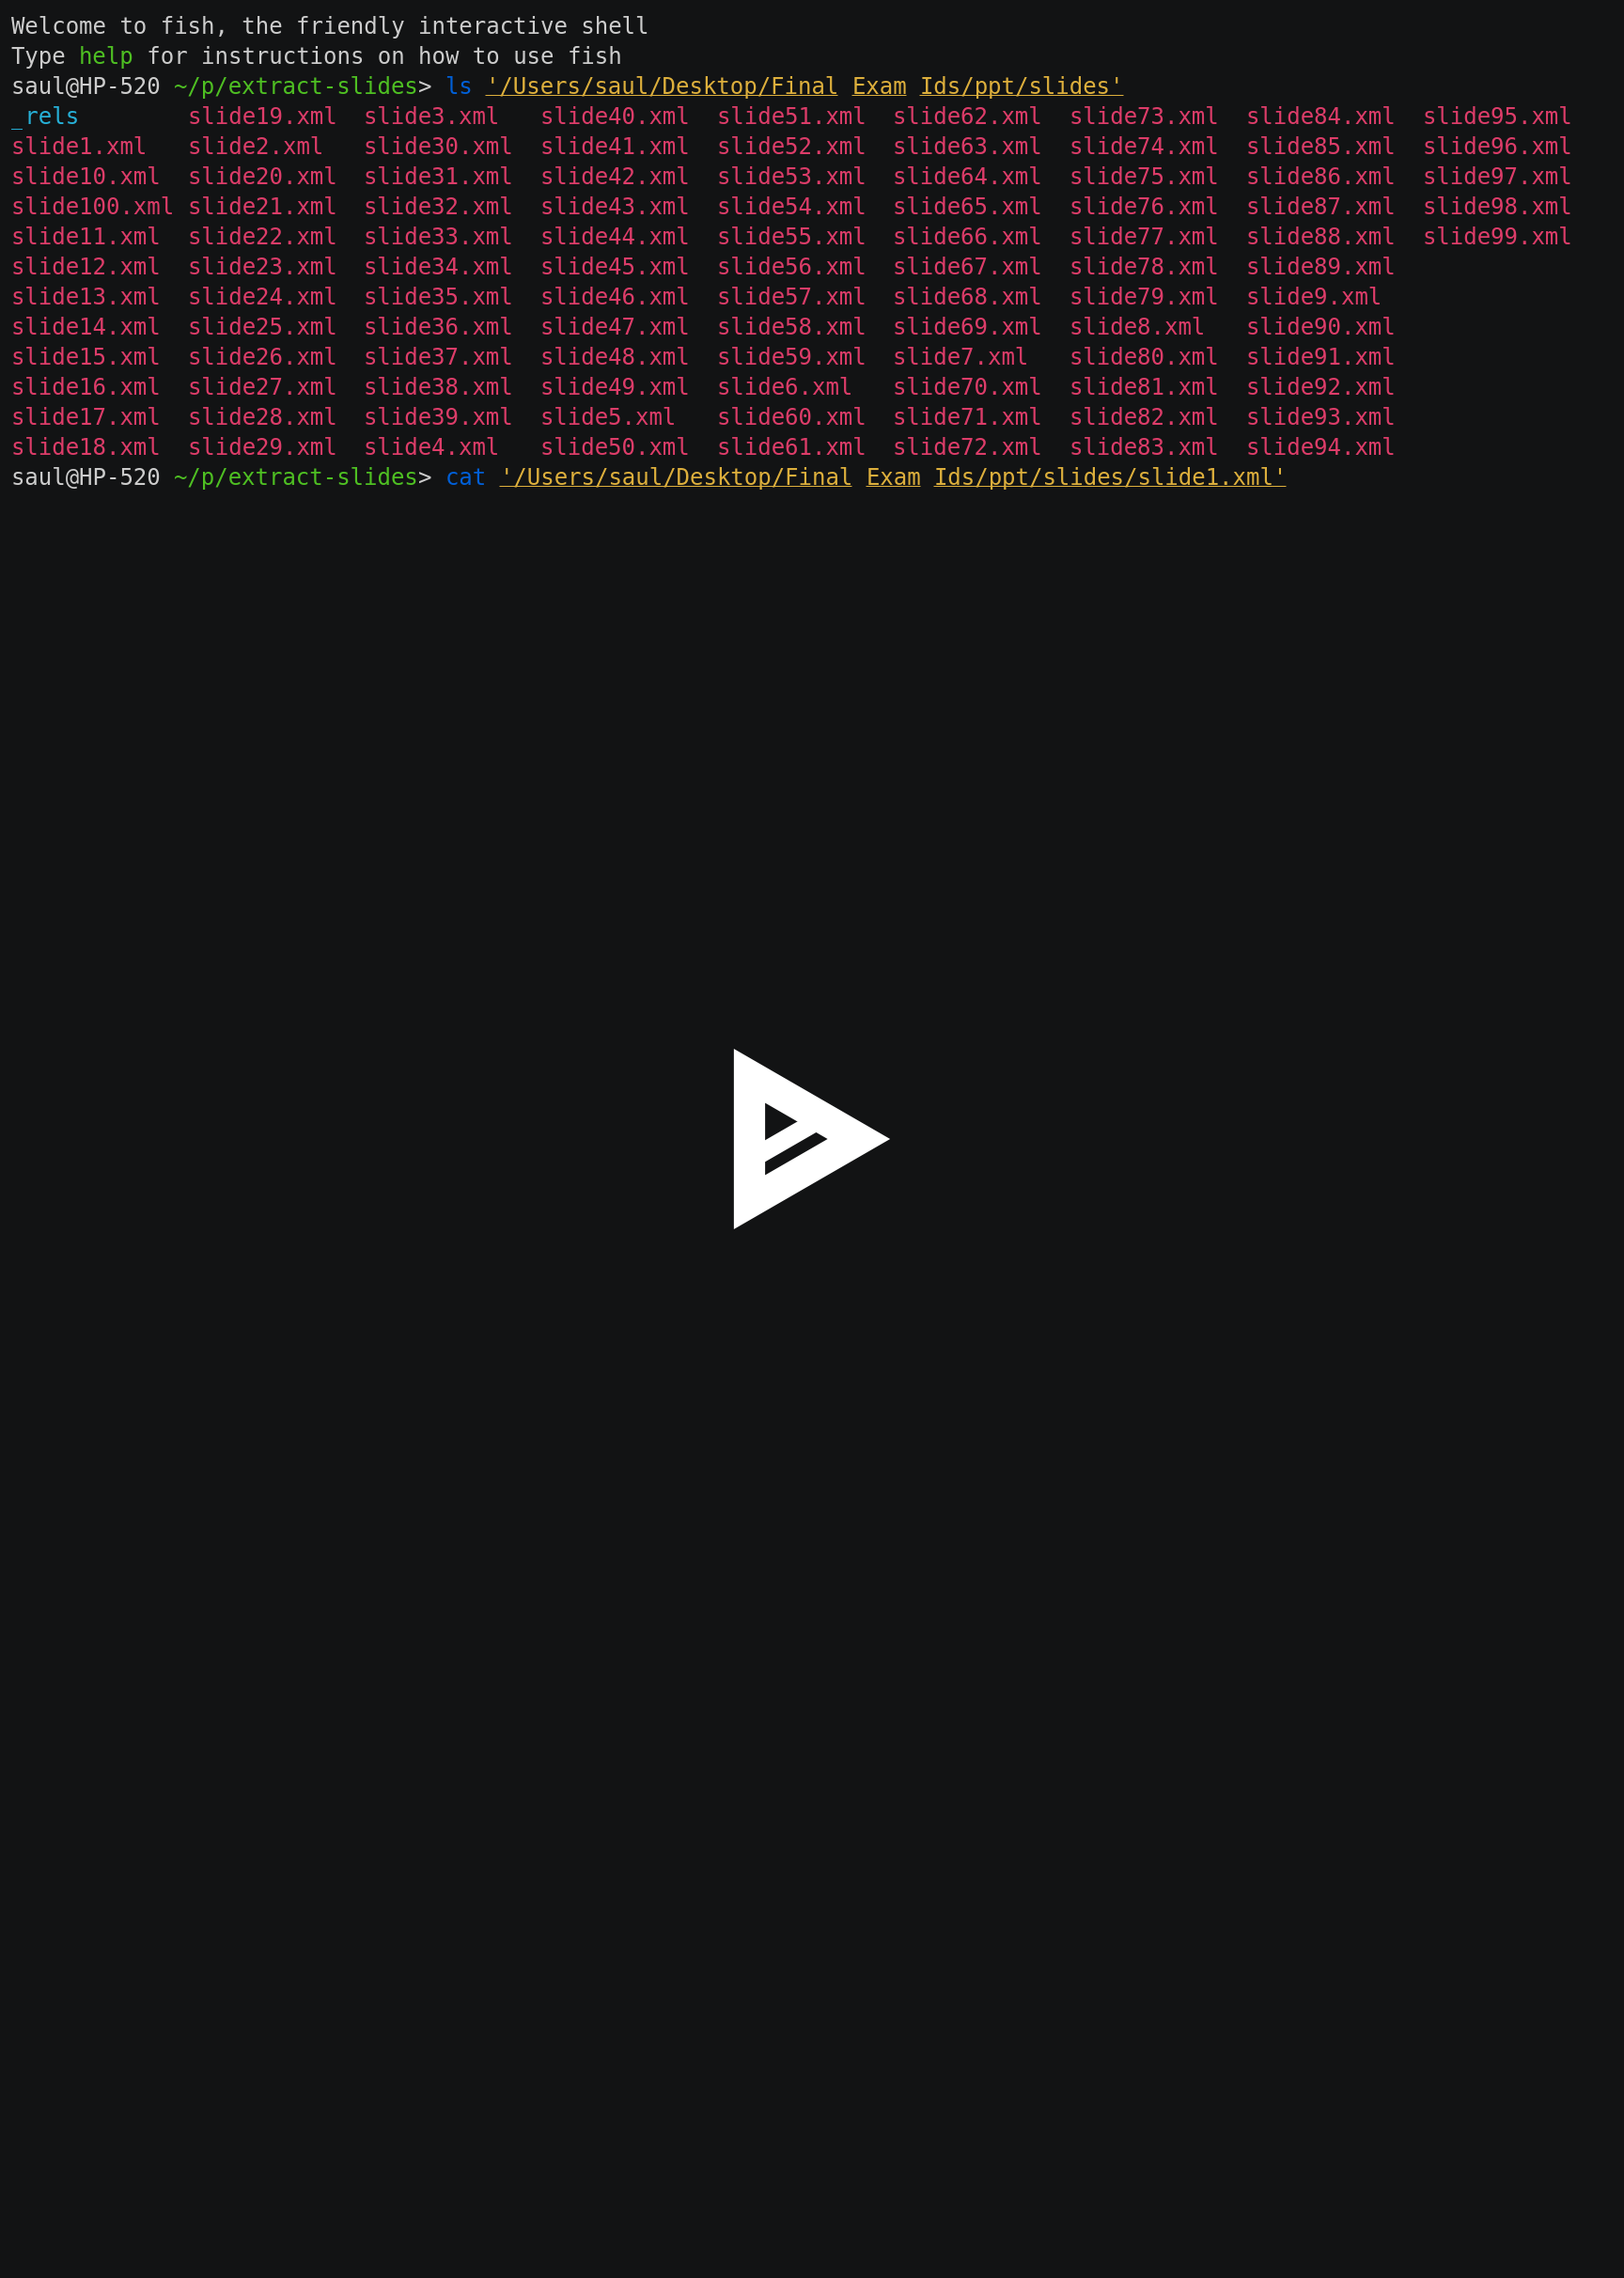 Welcome to fish, the friendly interactive shell
Type help for instructions on how to use fish
saul@HP-520 ~/p/extract-slides> ls '/Users/saul/Desktop/Final Exam Ids/ppt/slides'
_rels        slide19.xml  slide3.xml   slide40.xml  slide51.xml  slide62.xml  slide73.xml  slide84.xml  slide95.xml
slide1.xml   slide2.xml   slide30.xml  slide41.xml  slide52.xml  slide63.xml  slide74.xml  slide85.xml  slide96.xml
slide10.xml  slide20.xml  slide31.xml  slide42.xml  slide53.xml  slide64.xml  slide75.xml  slide86.xml  slide97.xml
slide100.xml slide21.xml  slide32.xml  slide43.xml  slide54.xml  slide65.xml  slide76.xml  slide87.xml  slide98.xml
slide11.xml  slide22.xml  slide33.xml  slide44.xml  slide55.xml  slide66.xml  slide77.xml  slide88.xml  slide99.xml
slide12.xml  slide23.xml  slide34.xml  slide45.xml  slide56.xml  slide67.xml  slide78.xml  slide89.xml
slide13.xml  slide24.xml  slide35.xml  slide46.xml  slide57.xml  slide68.xml  slide79.xml  slide9.xml
slide14.xml  slide25.xml  slide36.xml  slide47.xml  slide58.xml  slide69.xml  slide8.xml   slide90.xml
slide15.xml  slide26.xml  slide37.xml  slide48.xml  slide59.xml  slide7.xml   slide80.xml  slide91.xml
slide16.xml  slide27.xml  slide38.xml  slide49.xml  slide6.xml   slide70.xml  slide81.xml  slide92.xml
slide17.xml  slide28.xml  slide39.xml  slide5.xml   slide60.xml  slide71.xml  slide82.xml  slide93.xml
slide18.xml  slide29.xml  slide4.xml   slide50.xml  slide61.xml  slide72.xml  slide83.xml  slide94.xml
saul@HP-520 ~/p/extract-slides> cat '/Users/saul/Desktop/Final Exam Ids/ppt/slides/slide1.xml'